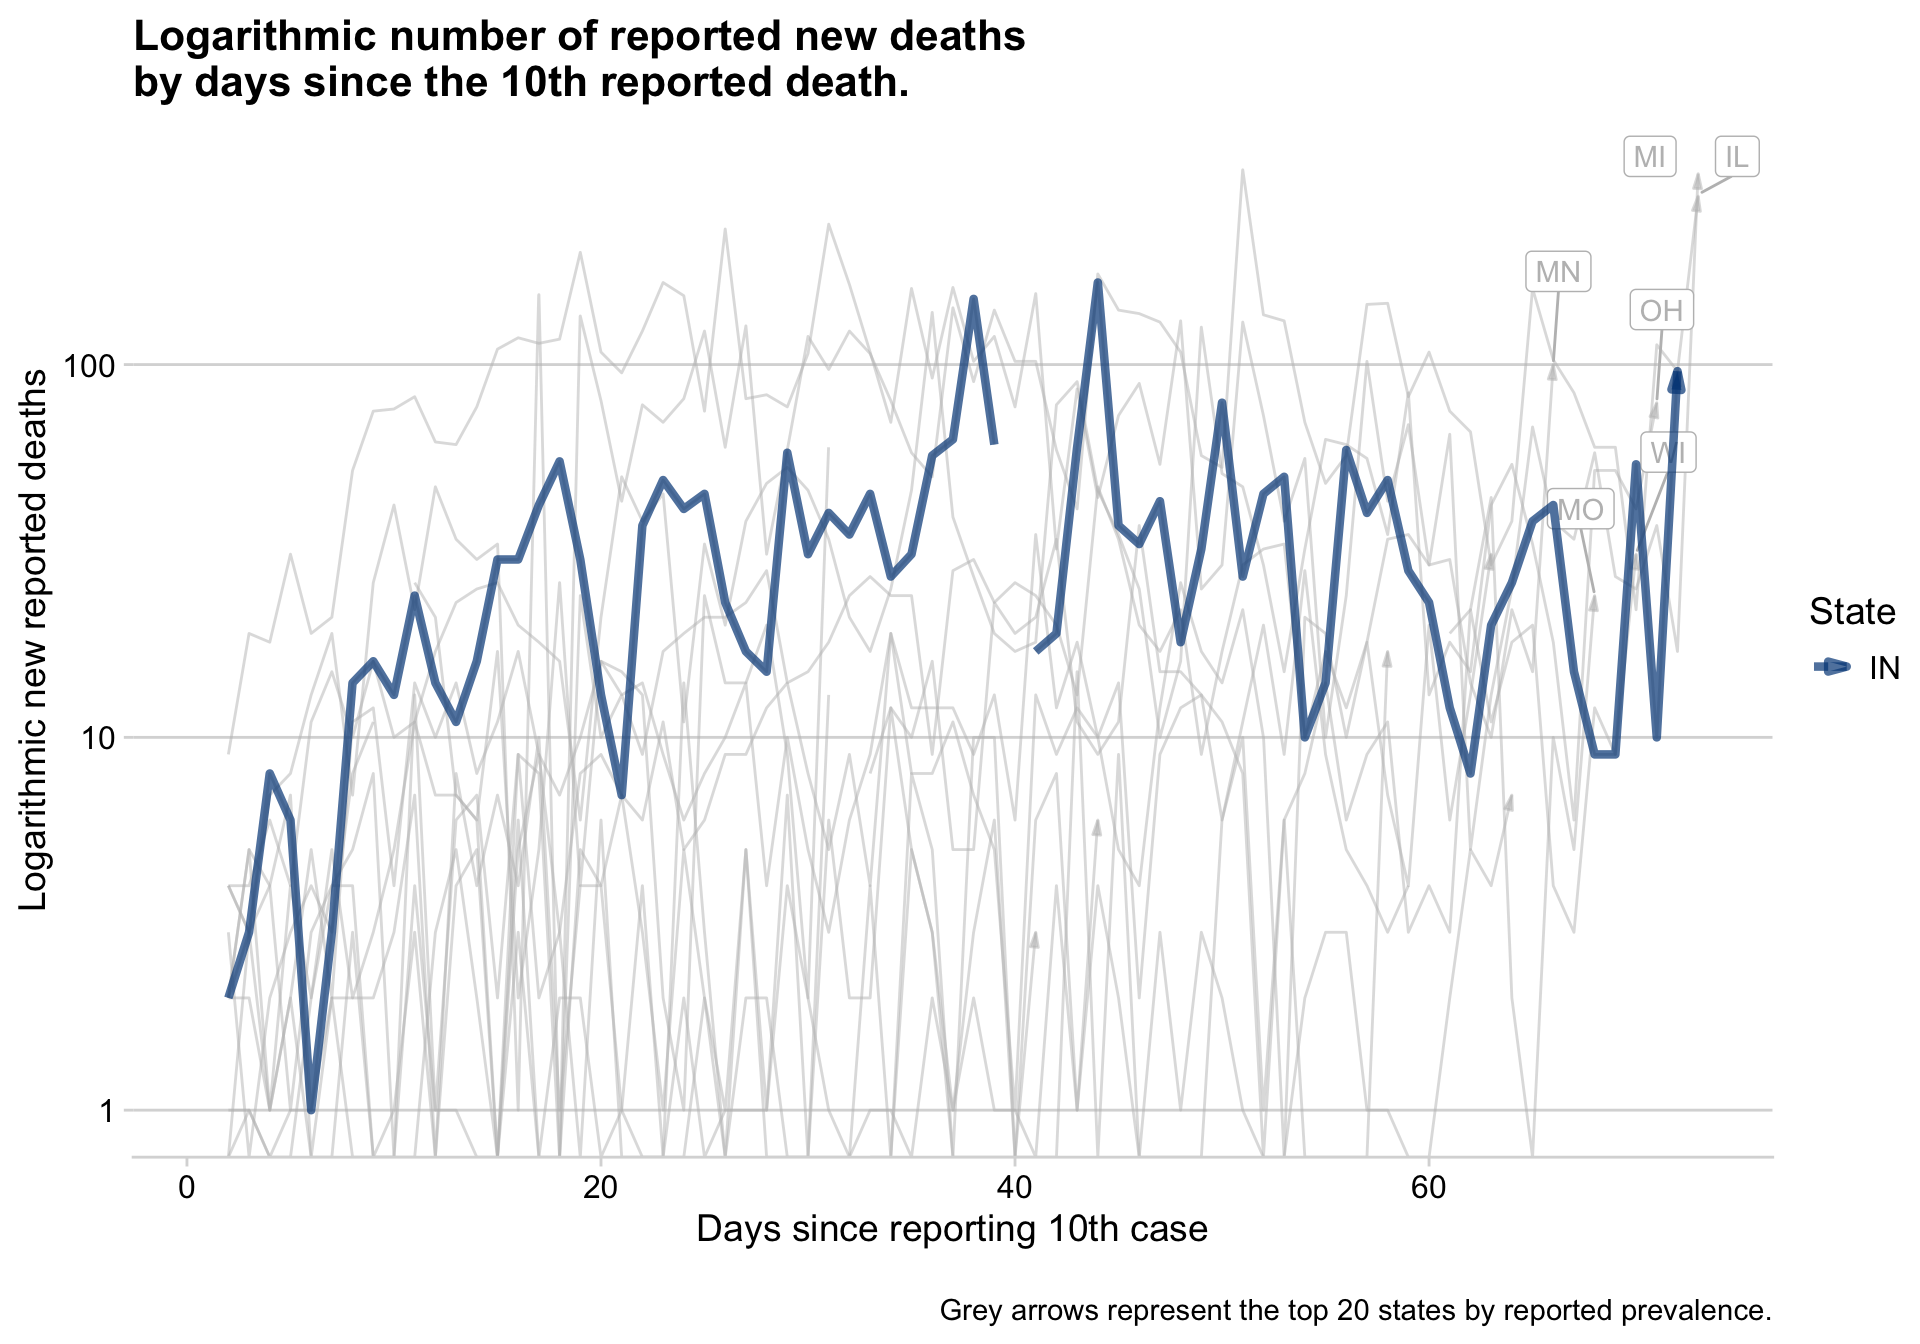 Logarithmic number of reported new deaths
by days since the 10th reported death.
MI
IL
MN
OH
WI
MO
100
10
1
Logarithmic new reported deaths
0
20
40
60
Days since reporting 10th case
State
IN
Grey arrows represent the top 20 states by reported prevalence.